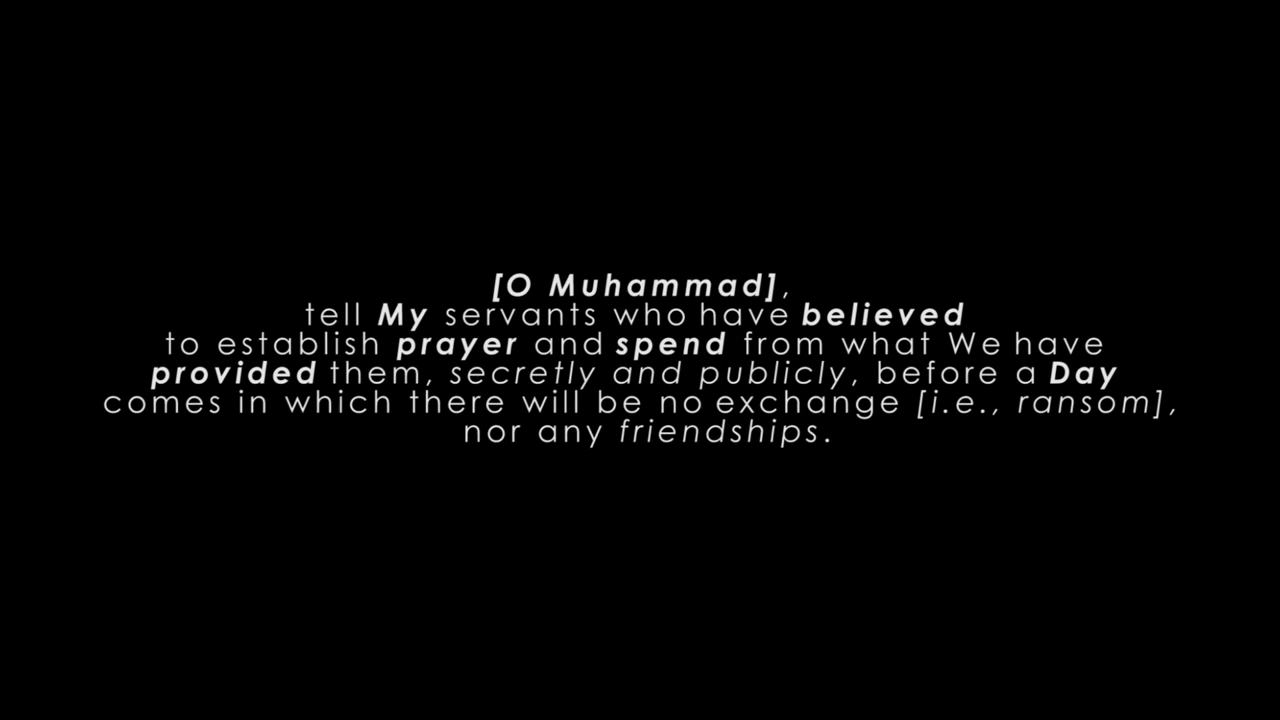 [O Muhammad],
tell My servants who have believed
to establish prayer and spend from what We have
provided them, secretly and publicly, before a Day
comes in which there will be no exchange [i.e., ransom],
nor any friendships.